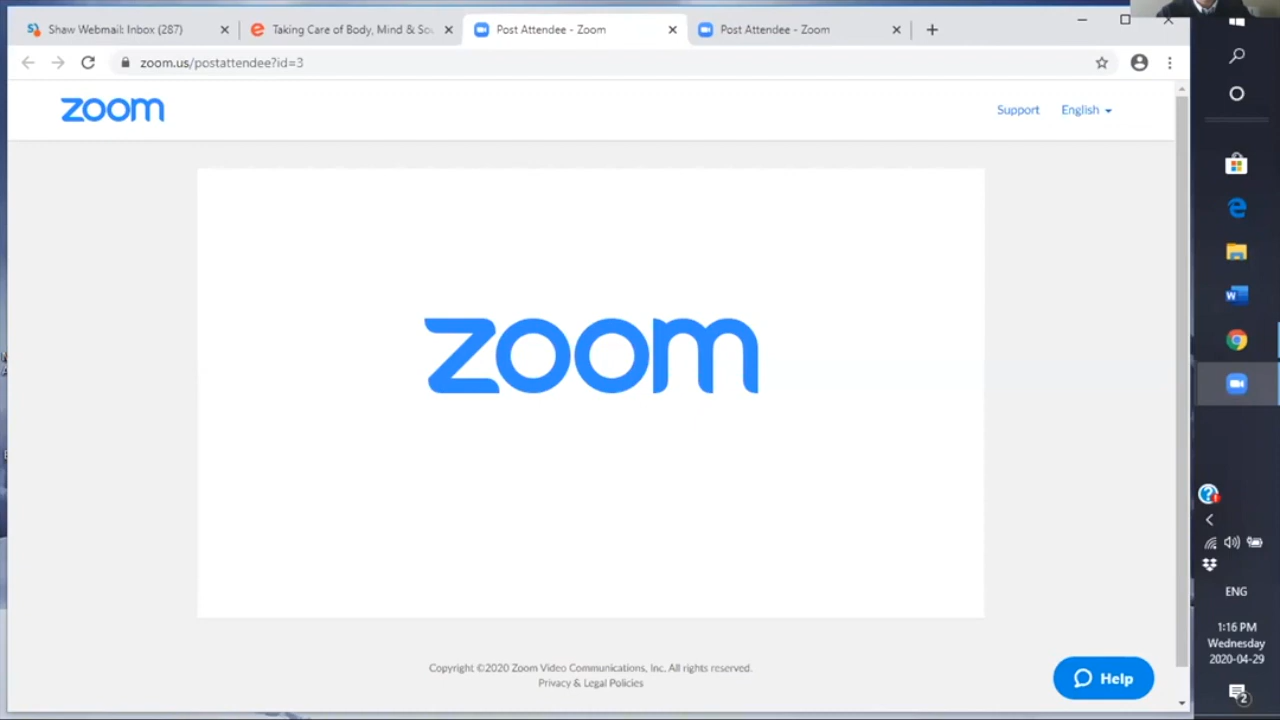 Shaw Webmail: Inbox (287)
Taking Care of Body, Mind & Sou
Post Attendee - Zoom
Post Attendee - Zoom
zoom.us/postattendee?id=3
zoom
Support
English
zoom
Copyright ©2020 Zoom Video Communications, Inc. All rights reserved.
Privacy & Legal Policies
Help
ENG
1:16 PM
Wednesday
2020-04-29
2